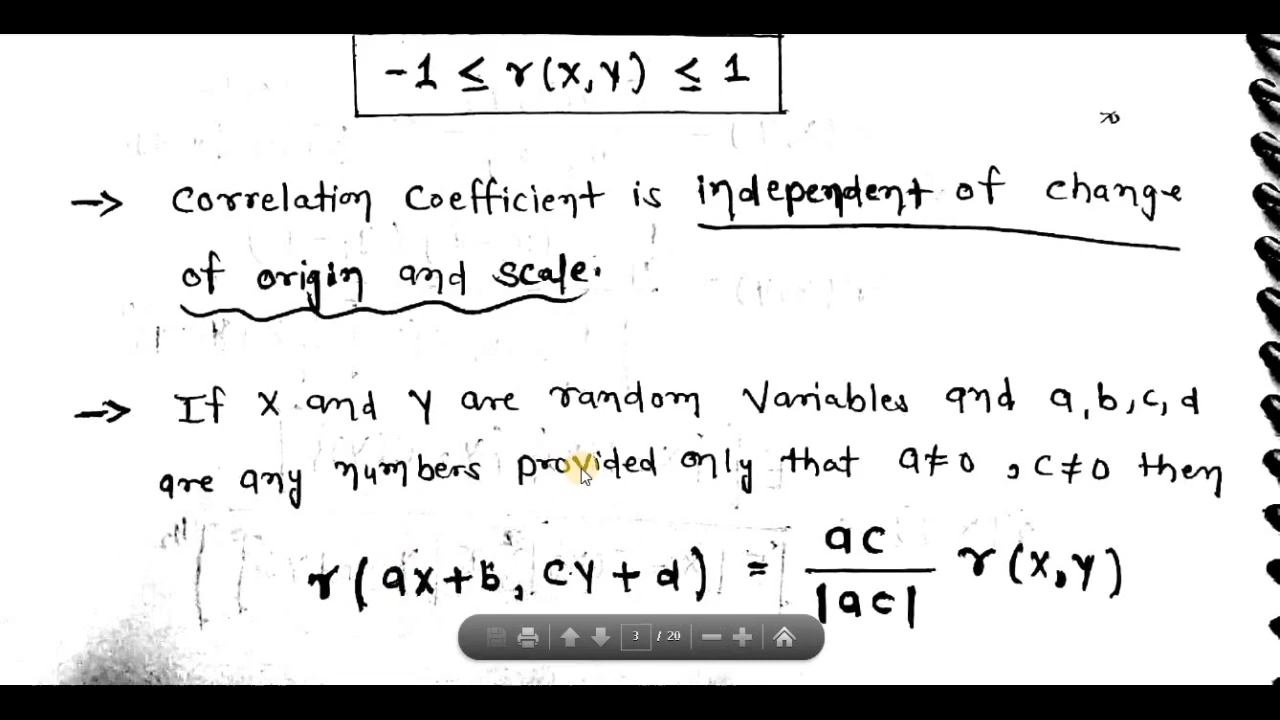 -1 ≤ r(X,Y) ≤ 1
→ Correlation Coefficient is independent of change
of origin and scale.
→ If X and Y are random Variables and a, b, c, d
are any numbers provided only that a≠0, c≠0 then
r(aX+b, cY+d) = ac/|ac| r(X,Y)
3 / 20